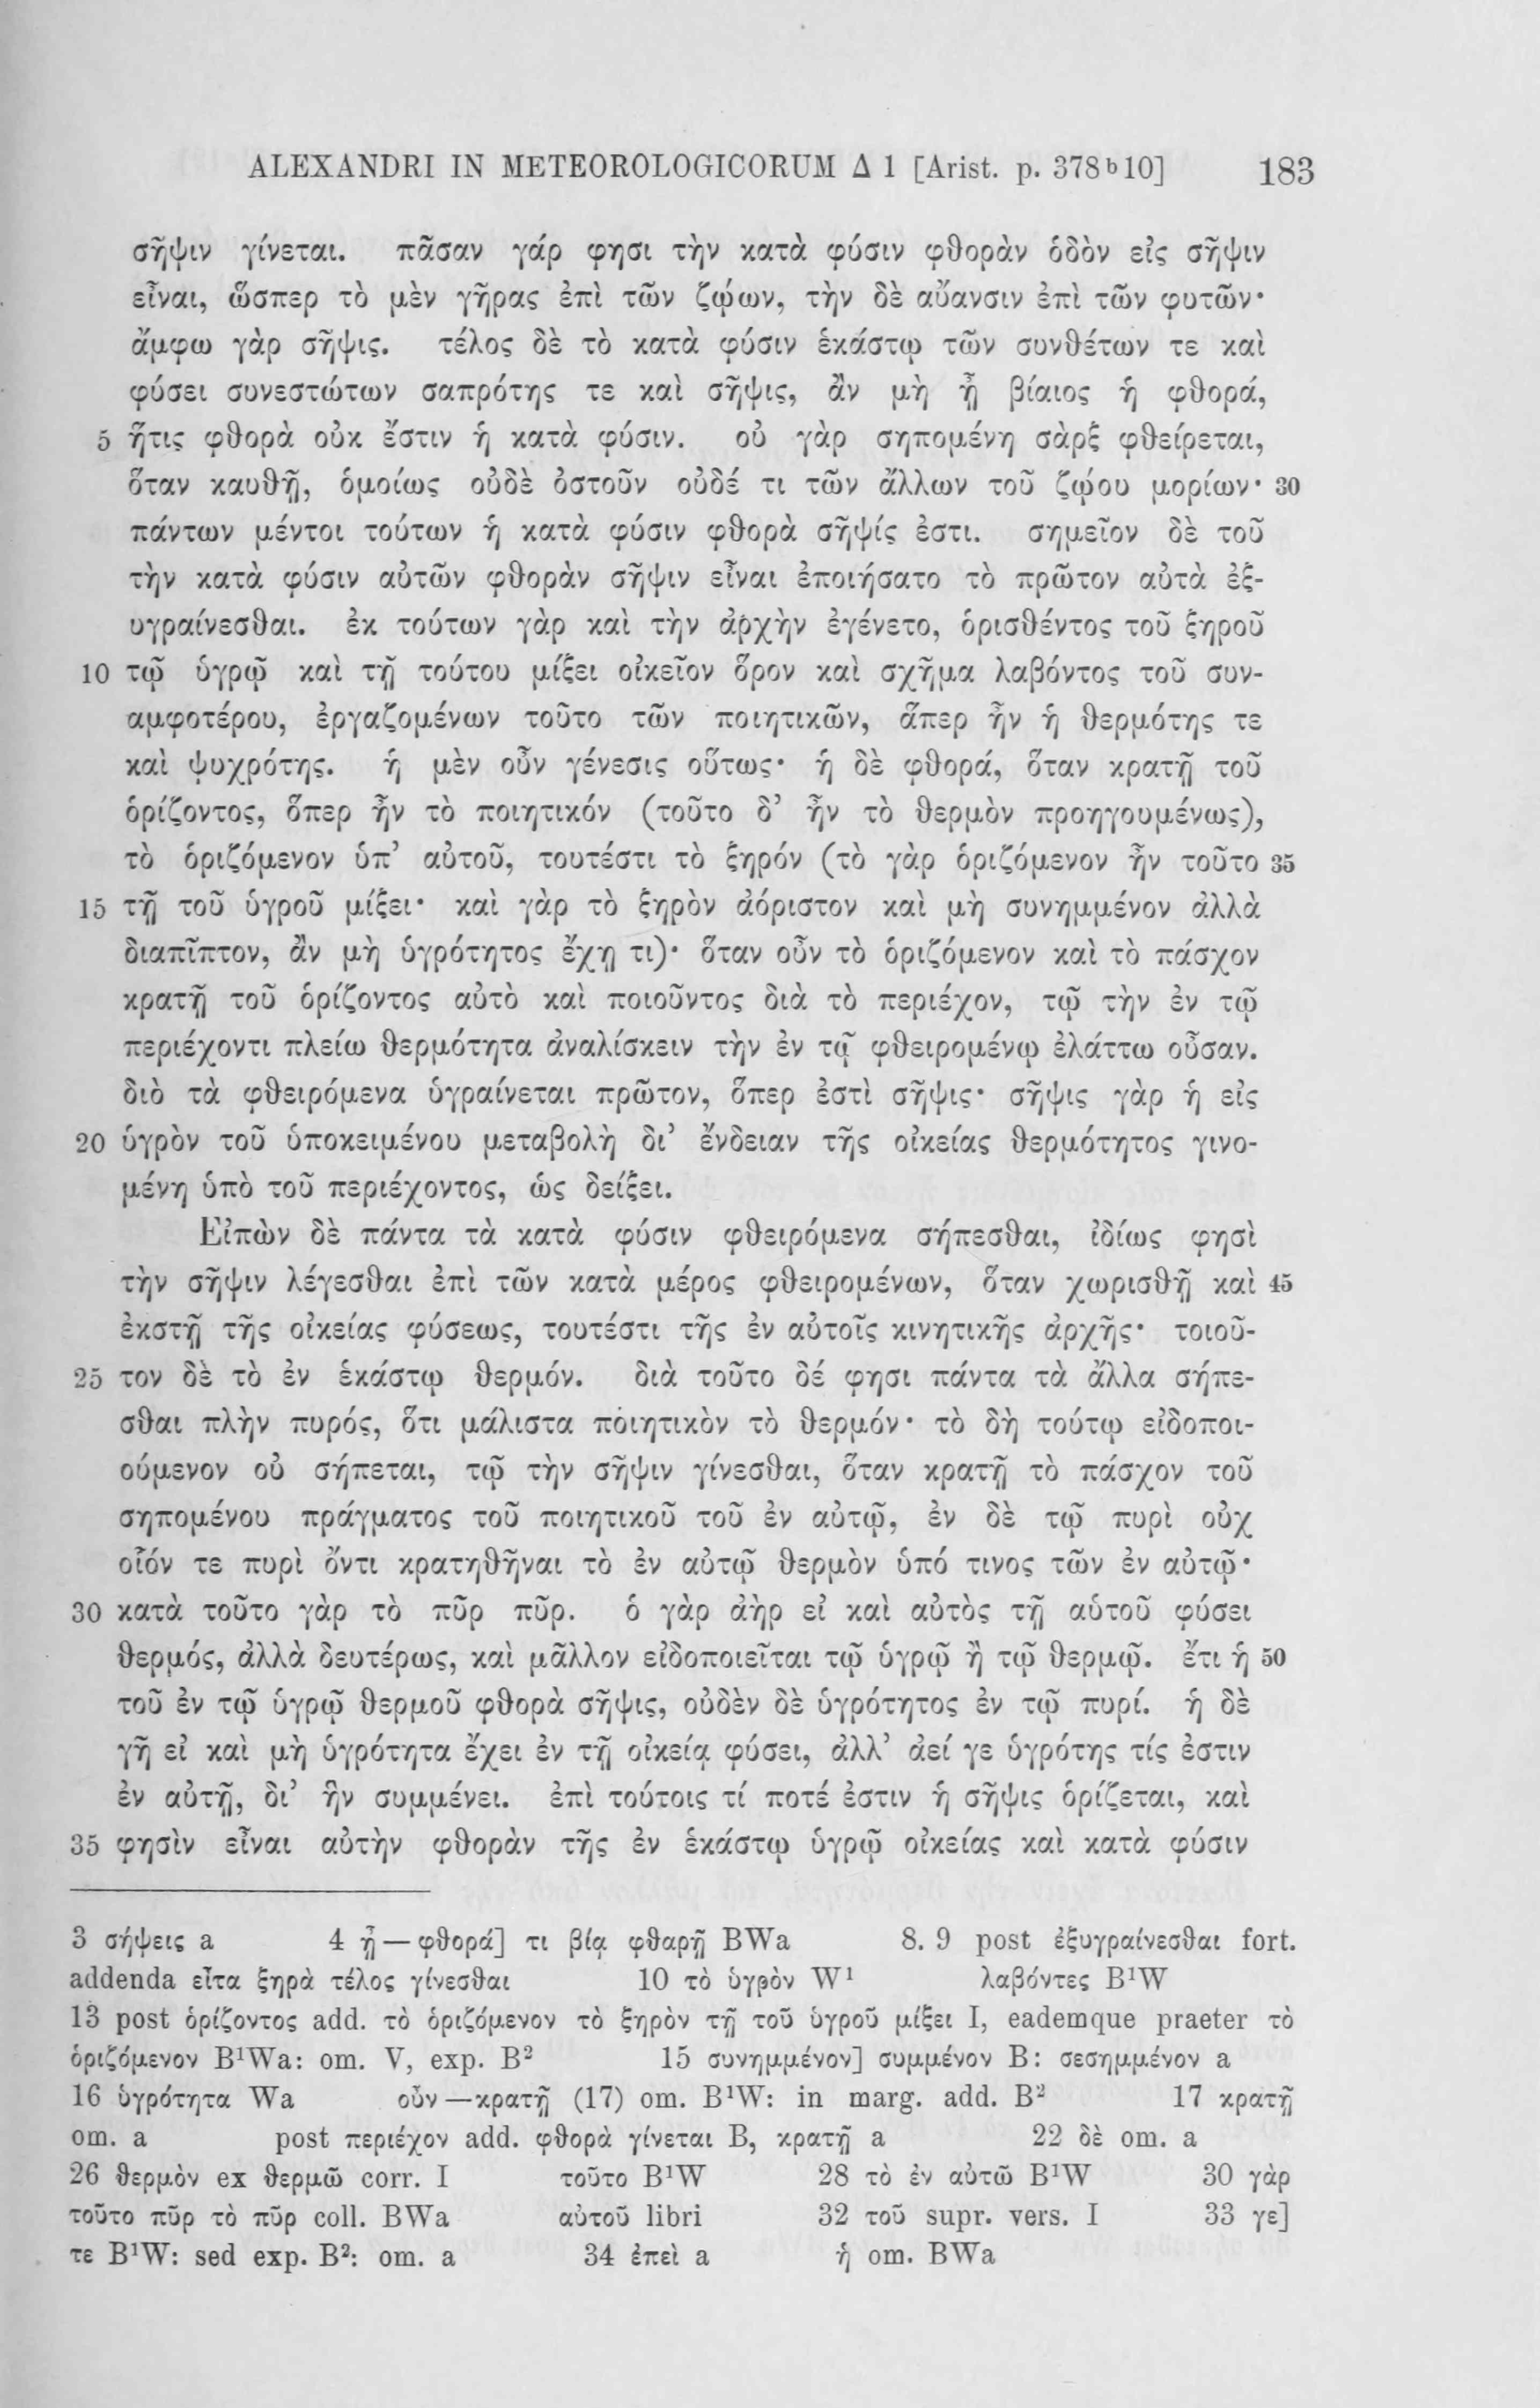 ALEXANDRI IN METEOROLOGICORUM Δ 1 [Arist. p. 378ᵇ10] 183
σῆψιν γίνεται. πᾶσαν γάρ φησι τὴν κατὰ φύσιν φθορὰν ὁδὸν εἰς σῆψιν
εἶναι, ὥσπερ τὸ μὲν γῆρας ἐπὶ τῶν ζῴων, τὴν δὲ αὔανσιν ἐπὶ τῶν φυτῶν·
ἄμφω γὰρ σῆψις. τέλος δὲ τὸ κατὰ φύσιν ἑκάστῳ τῶν συνθέτων τε καὶ
φύσει συνεστώτων σαπρότης τε καὶ σῆψις, ἂν μὴ ᾖ βίαιος ἡ φθορά,
5 ἥτις φθορὰ οὐκ ἔστιν ἡ κατὰ φύσιν. οὐ γὰρ σηπομένη σὰρξ φθείρεται,
ὅταν καυθῇ, ὁμοίως οὐδὲ ὀστοῦν οὐδέ τι τῶν ἄλλων τοῦ ζῴου μορίων· 30
πάντων μέντοι τούτων ἡ κατὰ φύσιν φθορὰ σῆψίς ἐστι. σημεῖον δὲ τοῦ
τὴν κατὰ φύσιν αὐτῶν φθορὰν σῆψιν εἶναι ἐποιήσατο τὸ πρῶτον αὐτὰ ἐξ-
υγραίνεσθαι. ἐκ τούτων γὰρ καὶ τὴν ἀρχὴν ἐγένετο, ὁρισθέντος τοῦ ξηροῦ
10 τῷ ὑγρῷ καὶ τῇ τούτου μίξει οἰκεῖον ὅρον καὶ σχῆμα λαβόντος τοῦ συν-
αμφοτέρου, ἐργαζομένων τοῦτο τῶν ποιητικῶν, ἅπερ ἦν ἡ θερμότης τε
καὶ ψυχρότης. ἡ μὲν οὖν γένεσις οὕτως· ἡ δὲ φθορά, ὅταν κρατῇ τοῦ
ὁρίζοντος, ὅπερ ἦν τὸ ποιητικόν (τοῦτο δ’ ἦν τὸ θερμὸν προηγουμένως),
τὸ ὁριζόμενον ὑπ’ αὐτοῦ, τουτέστι τὸ ξηρόν (τὸ γὰρ ὁριζόμενον ἦν τοῦτο 35
15 τῇ τοῦ ὑγροῦ μίξει· καὶ γὰρ τὸ ξηρὸν ἀόριστον καὶ μὴ συνημμένον ἀλλὰ
διαπῖπτον, ἂν μὴ ὑγρότητος ἔχῃ τι)· ὅταν οὖν τὸ ὁριζόμενον καὶ τὸ πάσχον
κρατῇ τοῦ ὁρίζοντος αὐτὸ καὶ ποιοῦντος διὰ τὸ περιέχον, τῷ τὴν ἐν τῷ
περιέχοντι πλείω θερμότητα ἀναλίσκειν τὴν ἐν τῷ φθειρομένῳ ἐλάττω οὖσαν.
διὸ τὰ φθειρόμενα ὑγραίνεται πρῶτον, ὅπερ ἐστὶ σῆψις· σῆψις γὰρ ἡ εἰς
20 ὑγρὸν τοῦ ὑποκειμένου μεταβολὴ δι’ ἔνδειαν τῆς οἰκείας θερμότητος γινο-
μένη ὑπὸ τοῦ περιέχοντος, ὡς δείξει.
Εἰπὼν δὲ πάντα τὰ κατὰ φύσιν φθειρόμενα σήπεσθαι, ἰδίως φησὶ
τὴν σῆψιν λέγεσθαι ἐπὶ τῶν κατὰ μέρος φθειρομένων, ὅταν χωρισθῇ καὶ 45
ἐκστῇ τῆς οἰκείας φύσεως, τουτέστι τῆς ἐν αὐτοῖς κινητικῆς ἀρχῆς· τοιοῦ-
25 τον δὲ τὸ ἐν ἑκάστῳ θερμόν. διὰ τοῦτο δέ φησι πάντα τὰ ἄλλα σήπε-
σθαι πλὴν πυρός, ὅτι μάλιστα ποιητικὸν τὸ θερμόν· τὸ δὴ τούτῳ εἰδοποι-
ούμενον οὐ σήπεται, τῷ τὴν σῆψιν γίνεσθαι, ὅταν κρατῇ τὸ πάσχον τοῦ
σηπομένου πράγματος τοῦ ποιητικοῦ τοῦ ἐν αὐτῷ, ἐν δὲ τῷ πυρὶ οὐχ
οἷόν τε πυρὶ ὄντι κρατηθῆναι τὸ ἐν αὐτῷ θερμὸν ὑπό τινος τῶν ἐν αὐτῷ·
30 κατὰ τοῦτο γὰρ τὸ πῦρ πῦρ. ὁ γὰρ ἀὴρ εἰ καὶ αὐτὸς τῇ αὑτοῦ φύσει
θερμός, ἀλλὰ δευτέρως, καὶ μᾶλλον εἰδοποιεῖται τῷ ὑγρῷ ἢ τῷ θερμῷ. ἔτι ἡ 50
τοῦ ἐν τῷ ὑγρῷ θερμοῦ φθορὰ σῆψις, οὐδὲν δὲ ὑγρότητος ἐν τῷ πυρί. ἡ δὲ
γῆ εἰ καὶ μὴ ὑγρότητα ἔχει ἐν τῇ οἰκείᾳ φύσει, ἀλλ’ ἀεί γε ὑγρότης τίς ἐστιν
ἐν αὐτῇ, δι’ ἣν συμμένει. ἐπὶ τούτοις τί ποτέ ἐστιν ἡ σῆψις ὁρίζεται, καὶ
35 φησὶν εἶναι αὐτὴν φθορὰν τῆς ἐν ἑκάστῳ ὑγρῷ οἰκείας καὶ κατὰ φύσιν
3 σήψεις a 4 ᾖ — φθορά] τι βίᾳ φθαρῇ BWa 8. 9 post ἐξυγραίνεσθαι fort.
addenda εἶτα ξηρὰ τέλος γίνεσθαι 10 τὸ ὑγρὸν W¹ λαβόντες B¹W
13 post ὁρίζοντος add. τὸ ὁριζόμενον τὸ ξηρὸν τῇ τοῦ ὑγροῦ μίξει I, eademque praeter τὸ
ὁριζόμενον B¹Wa: om. V, exp. B² 15 συνημμένον] συμμένον B: σεσημμένον a
16 ὑγρότητα Wa οὖν — κρατῇ (17) om. B¹W: in marg. add. B² 17 κρατῇ
om. a post περιέχον add. φθορὰ γίνεται B, κρατῇ a 22 δὲ om. a
26 θερμὸν ex θερμῶ corr. I τοῦτο B¹W 28 τὸ ἐν αὐτῶ B¹W 30 γὰρ
τοῦτο πῦρ τὸ πῦρ coll. BWa αὐτοῦ libri 32 τοῦ supr. vers. I 33 γε]
τε B¹W: sed exp. B²: om. a 34 ἐπεὶ a ἡ om. BWa